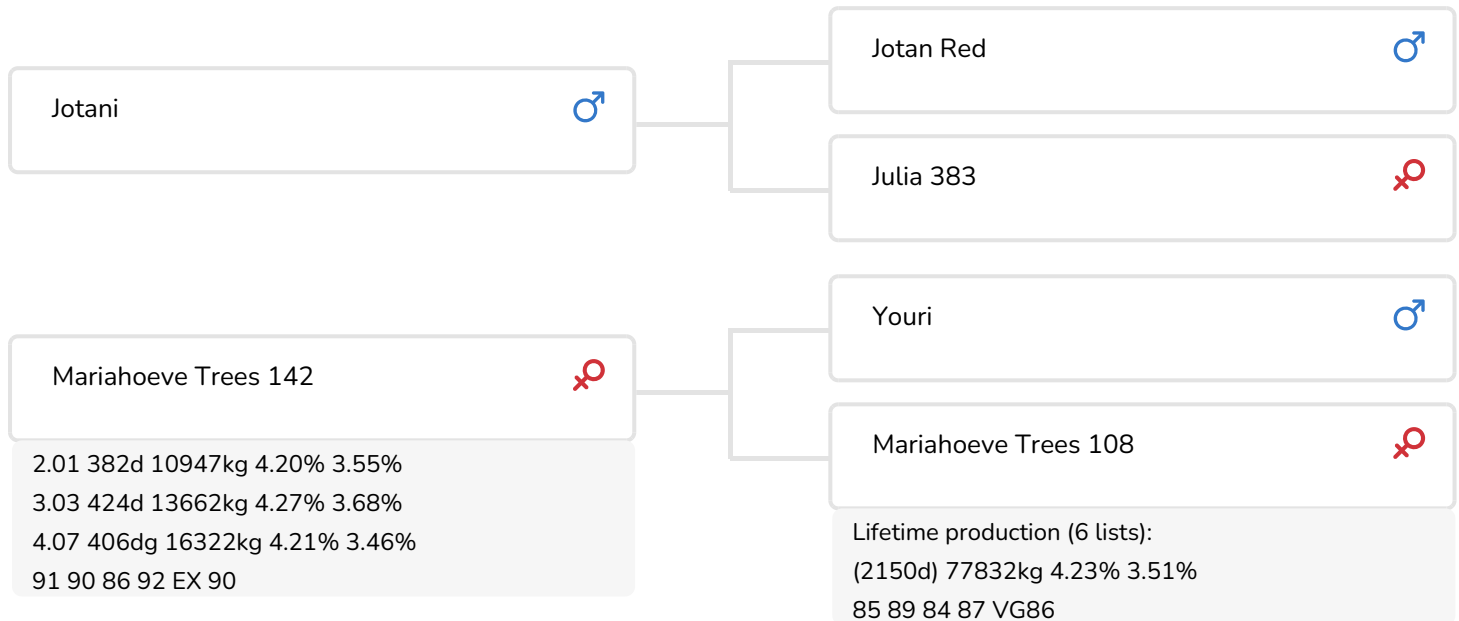 Jotani
Jotan Red
Julia 383
Mariahoeve Trees 142
2.01 382d 10947kg 4.20% 3.55%
3.03 424d 13662kg 4.27% 3.68%
4.07 406dg 16322kg 4.21% 3.46%
91 90 86 92 EX 90
Youri
Mariahoeve Trees 108
Lifetime production (6 lists):
(2150d) 77832kg 4.23% 3.51%
85 89 84 87 VG86